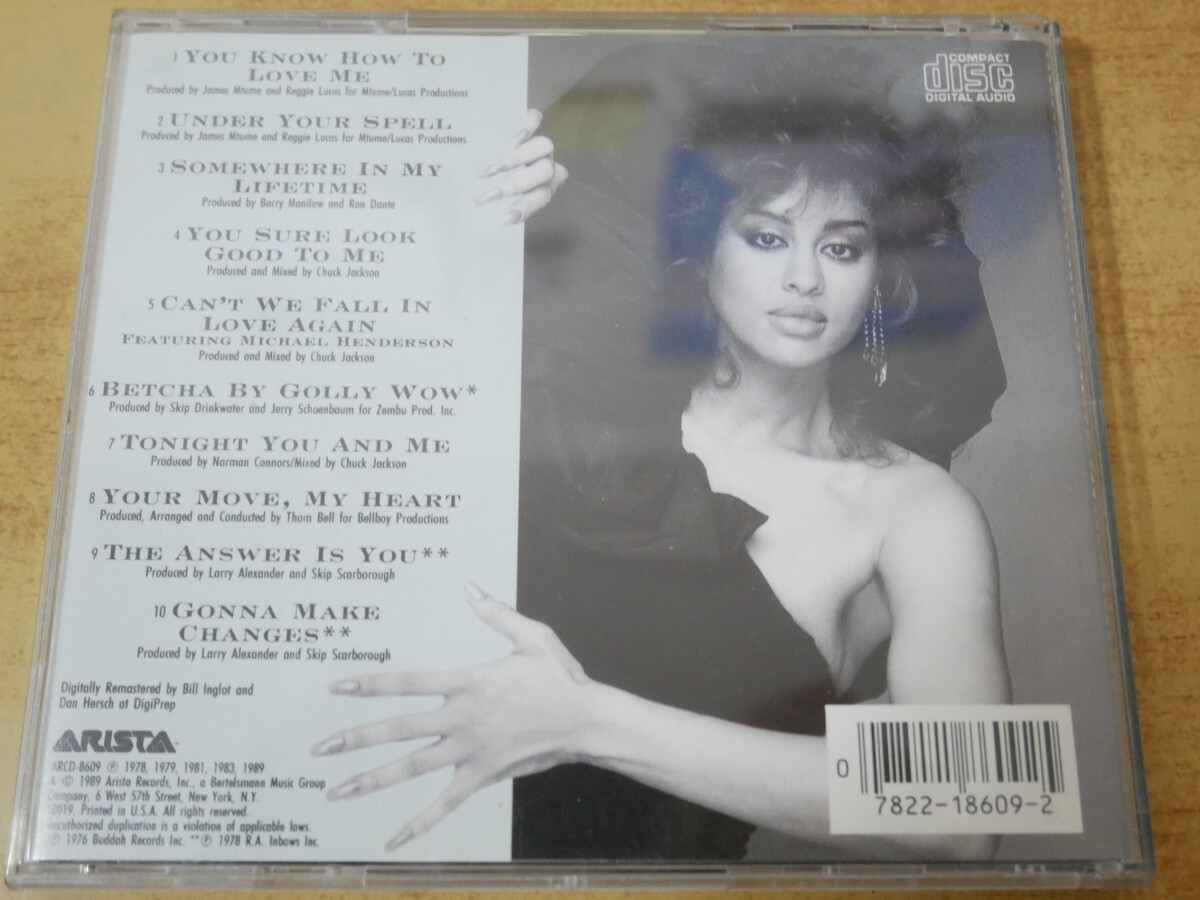 1 YOU KNOW HOW TO
LOVE ME
Produced by James Mtume and Reggie Lucas for Mtume/Lucas Productions
2 UNDER YOUR SPELL
Produced by James Mtume and Reggie Lucas for Mtume/Lucas Productions
3 SOMEWHERE IN MY
LIFETIME
Produced by Barry Manilow and Ron Dante
4 YOU SURE LOOK
GOOD TO ME
Produced and Mixed by Chuck Jackson
5 CAN'T WE FALL IN
LOVE AGAIN
FEATURING MICHAEL HENDERSON
Produced and Mixed by Chuck Jackson
6 BETCHA BY GOLLY WOW*
Produced by Skip Drinkwater and Jerry Schoenbaum for Zembu Prod. Inc.
7 TONIGHT YOU AND ME
Produced by Norman Connors/Mixed by Chuck Jackson
8 YOUR MOVE, MY HEART
Produced, Arranged and Conducted by Thom Bell for Bellboy Productions
9 THE ANSWER IS YOU**
Produced by Larry Alexander and Skip Scarborough
10 GONNA MAKE
CHANGES**
Produced by Larry Alexander and Skip Scarborough
Digitally Remastered by Bill Inglot and
Dan Hersch at DigiPrep
ARISTA
ARCD-8609 ℗ 1978, 1979, 1981, 1983, 1989
© 1989 Arista Records, Inc., a Bertelsmann Music Group
Company, 6 West 57th Street, New York, N.Y.
10019. Printed in U.S.A. All rights reserved.
Unauthorized duplication is a violation of applicable laws.
℗ 1976 Buddah Records Inc. **℗ 1978 R.A. Inbows Inc.
COMPACT
disc
DIGITAL AUDIO
0 7822-18609-2